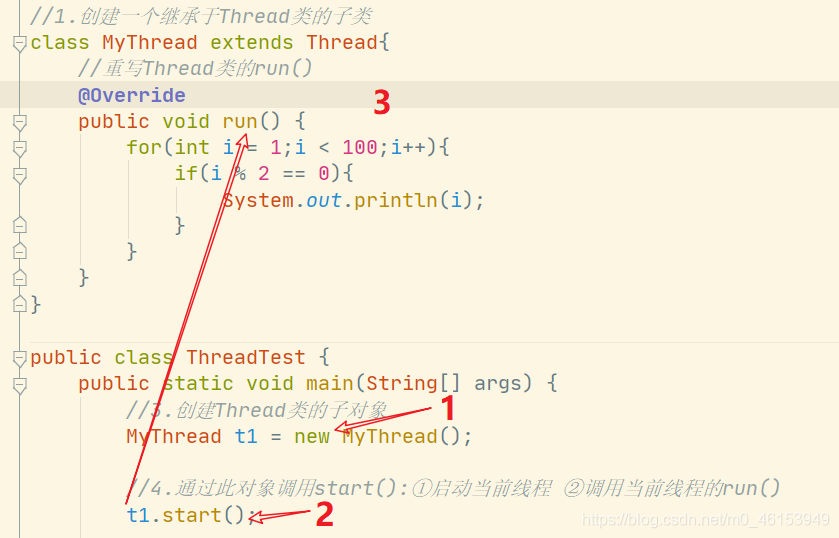 //1.创建一个继承于Thread类的子类
class MyThread extends Thread{
//重写Thread类的run()
@Override
3
public void run() {
for(int i = 1;i < 100;i++){
if(i % 2 == 0){
System.out.println(i);
}
}
}
}
public class ThreadTest {
public static void main(String[] args) {
//3.创建Thread类的子对象
1
MyThread t1 = new MyThread();
//4.通过此对象调用start():①启动当前线程 ②调用当前线程的run()
t1.start();
2
https://blog.csdn.net/m0_46153949